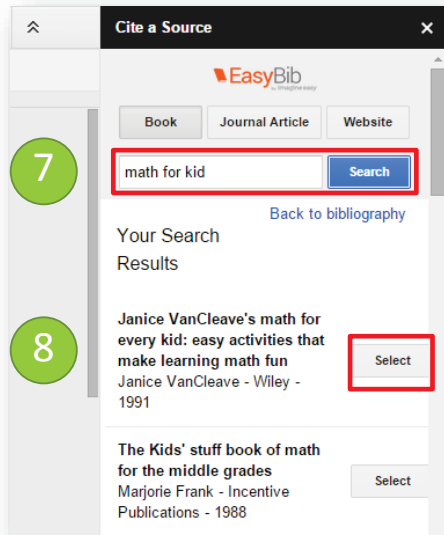 Cite a Source ×
EasyBib
by imagine easy
Book Journal Article Website
7
math for kid Search
Back to bibliography
Your Search
Results
8
Janice VanCleave's math for
every kid: easy activities that
make learning math fun
Select
Janice VanCleave - Wiley -
1991
The Kids' stuff book of math
for the middle grades
Select
Marjorie Frank - Incentive
Publications - 1988